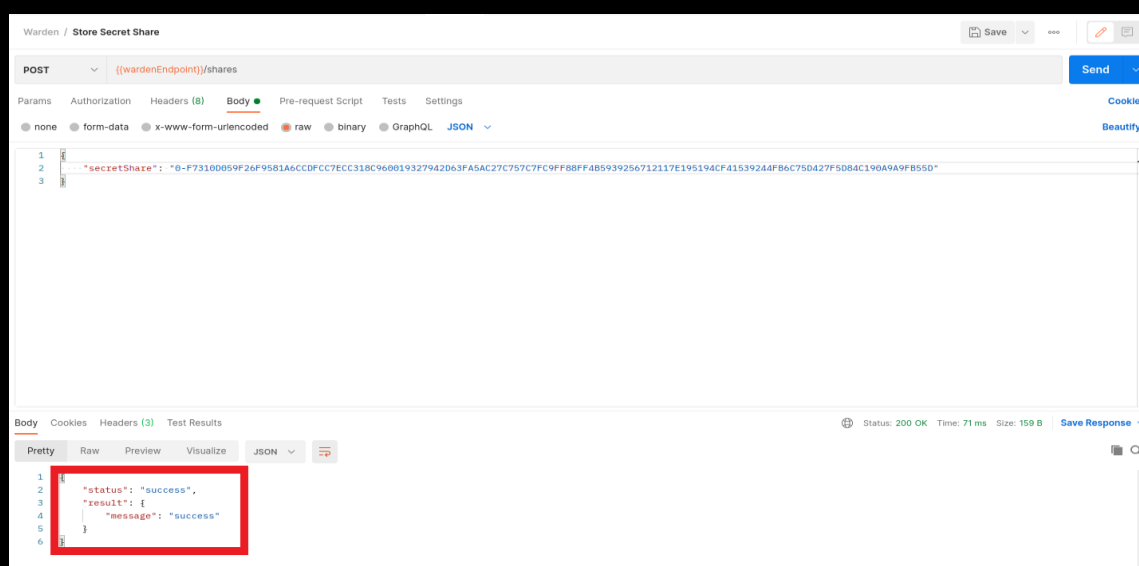 Warden / Store Secret Share
Save
POST {{wardenEndpoint}}/shares
Send
Params Authorization Headers (8) Body Pre-request Script Tests Settings
Cookie
none form-data x-www-form-urlencoded raw binary GraphQL JSON
Beautify
1 {
2 "secretShare": "0-F7310D059F26F9581A6CCDFCC7ECC318C960019327942D63FA5AC27C757C7FC9FF88FF4B5939256712117E195194CF41539244FB6C75D427F5D84C190A9A9FB55D"
3 }
Body Cookies Headers (3) Test Results
Status: 200 OK Time: 71 ms Size: 159 B Save Response
Pretty Raw Preview Visualize JSON
1 {
2 "status": "success",
3 "result": {
4 "message": "success"
5 }
6 }